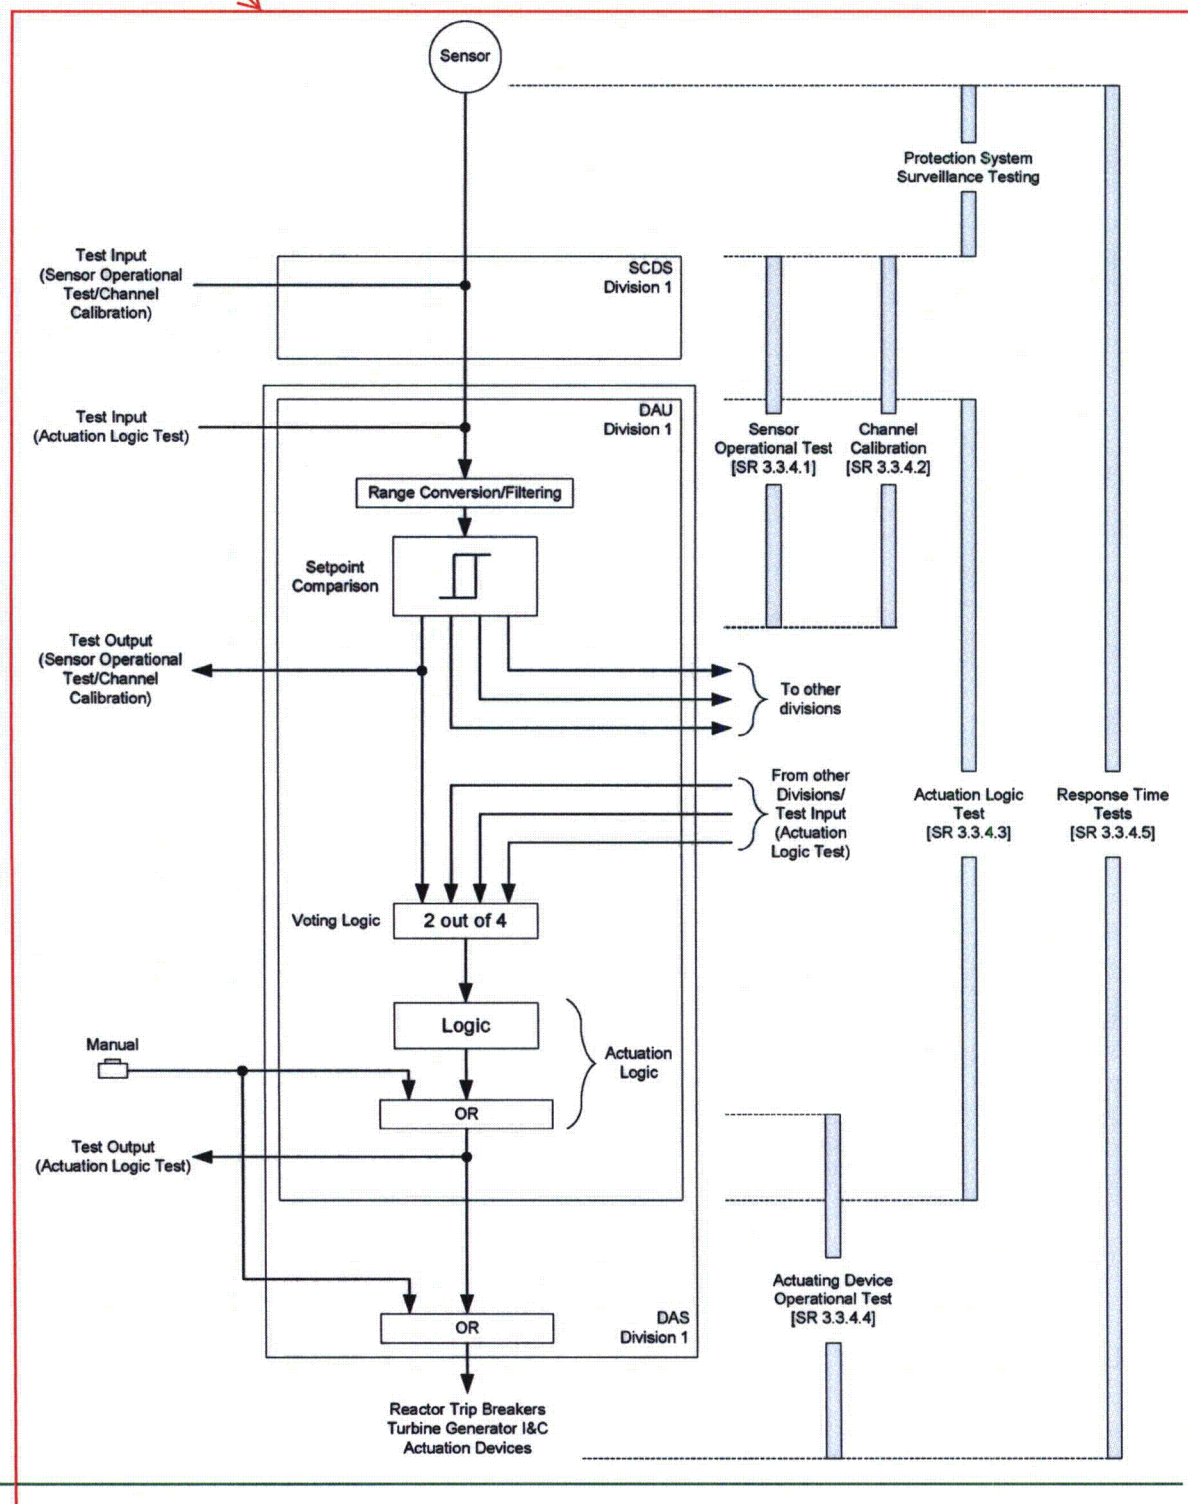 Sensor
Protection System
Surveillance Testing
Test Input
(Sensor Operational
Test/Channel
Calibration)
SCDS
Division 1
Test Input
(Actuation Logic Test)
DAU
Division 1
Sensor
Operational Test
[SR 3.3.4.1]
Channel
Calibration
[SR 3.3.4.2]
Range Conversion/Filtering
Setpoint
Comparison
Test Output
(Sensor Operational
Test/Channel
Calibration)
To other
divisions
From other
Divisions/
Test Input
(Actuation
Logic Test)
Actuation Logic
Test
[SR 3.3.4.3]
Response Time
Tests
[SR 3.3.4.5]
Voting Logic
2 out of 4
Logic
Manual
Actuation
Logic
OR
Test Output
(Actuation Logic Test)
Actuating Device
Operational Test
[SR 3.3.4.4]
OR
DAS
Division 1
Reactor Trip Breakers
Turbine Generator I&C
Actuation Devices